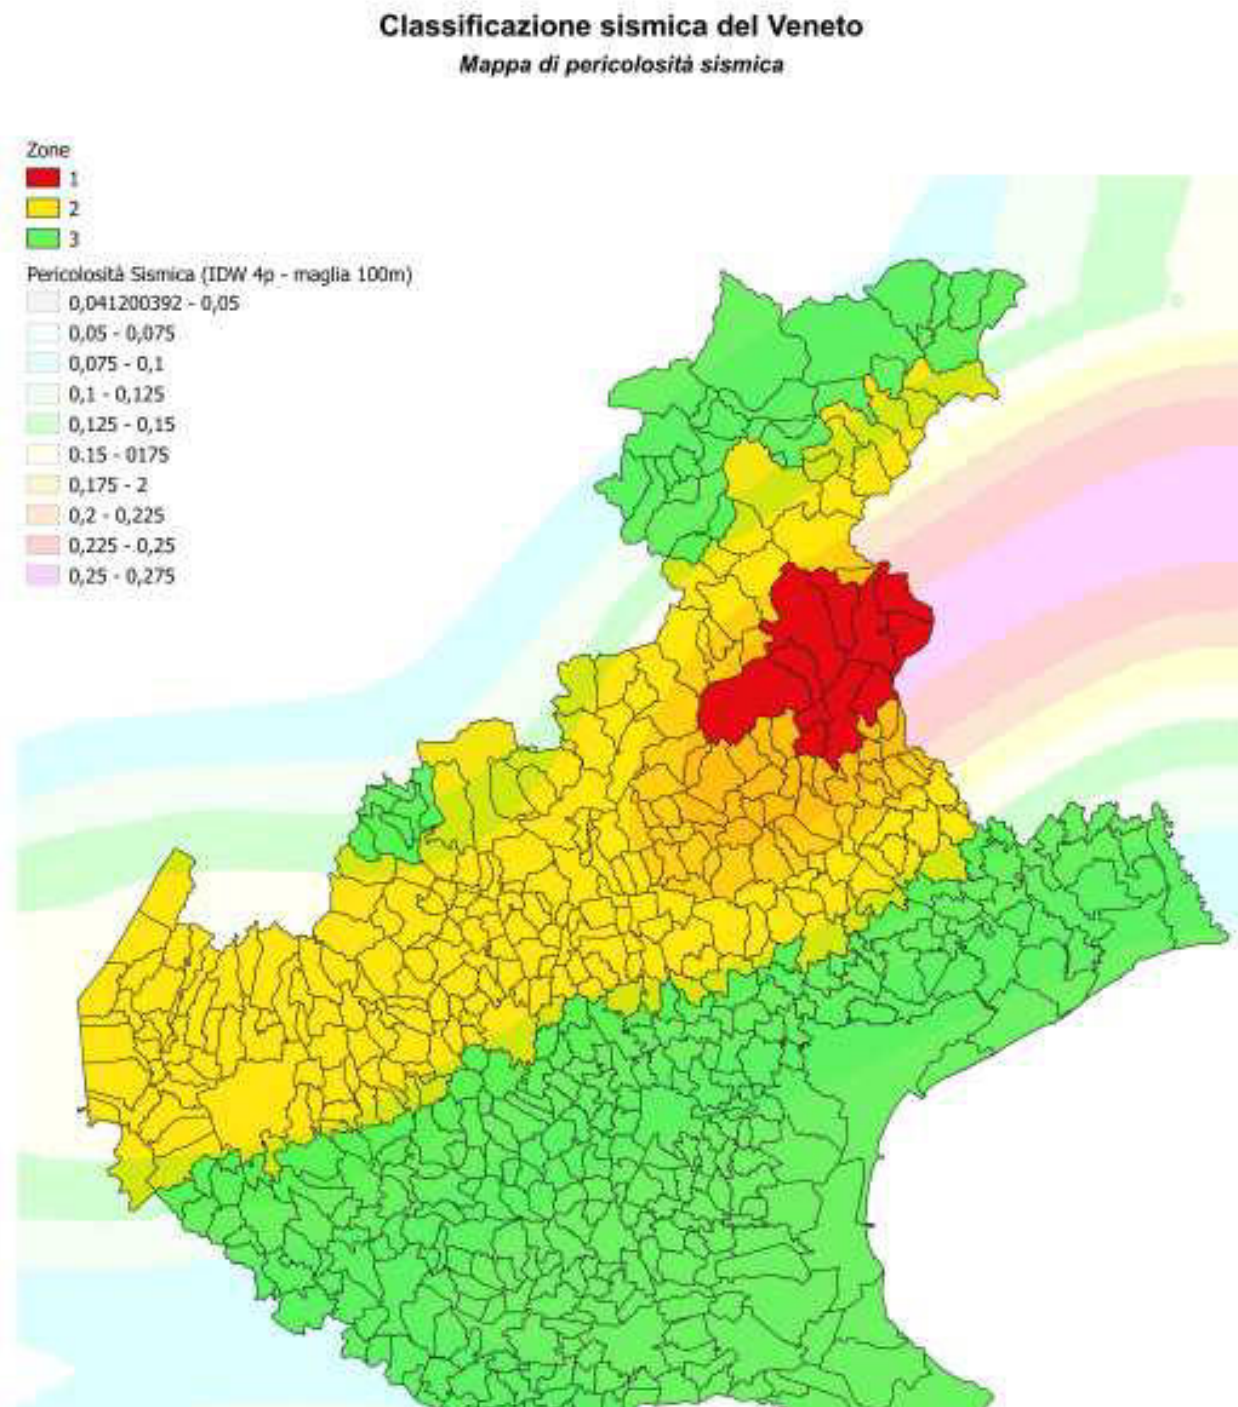 Classificazione sismica del Veneto
Mappa di pericolosità sismica
Zone
1
2
3
Pericolosità Sismica (IDW 4p - maglia 100m)
0,041200392 - 0,05
0,05 - 0,075
0,075 - 0,1
0,1 - 0,125
0,125 - 0,15
0.15 - 0175
0,175 - 2
0,2 - 0,225
0,225 - 0,25
0,25 - 0,275